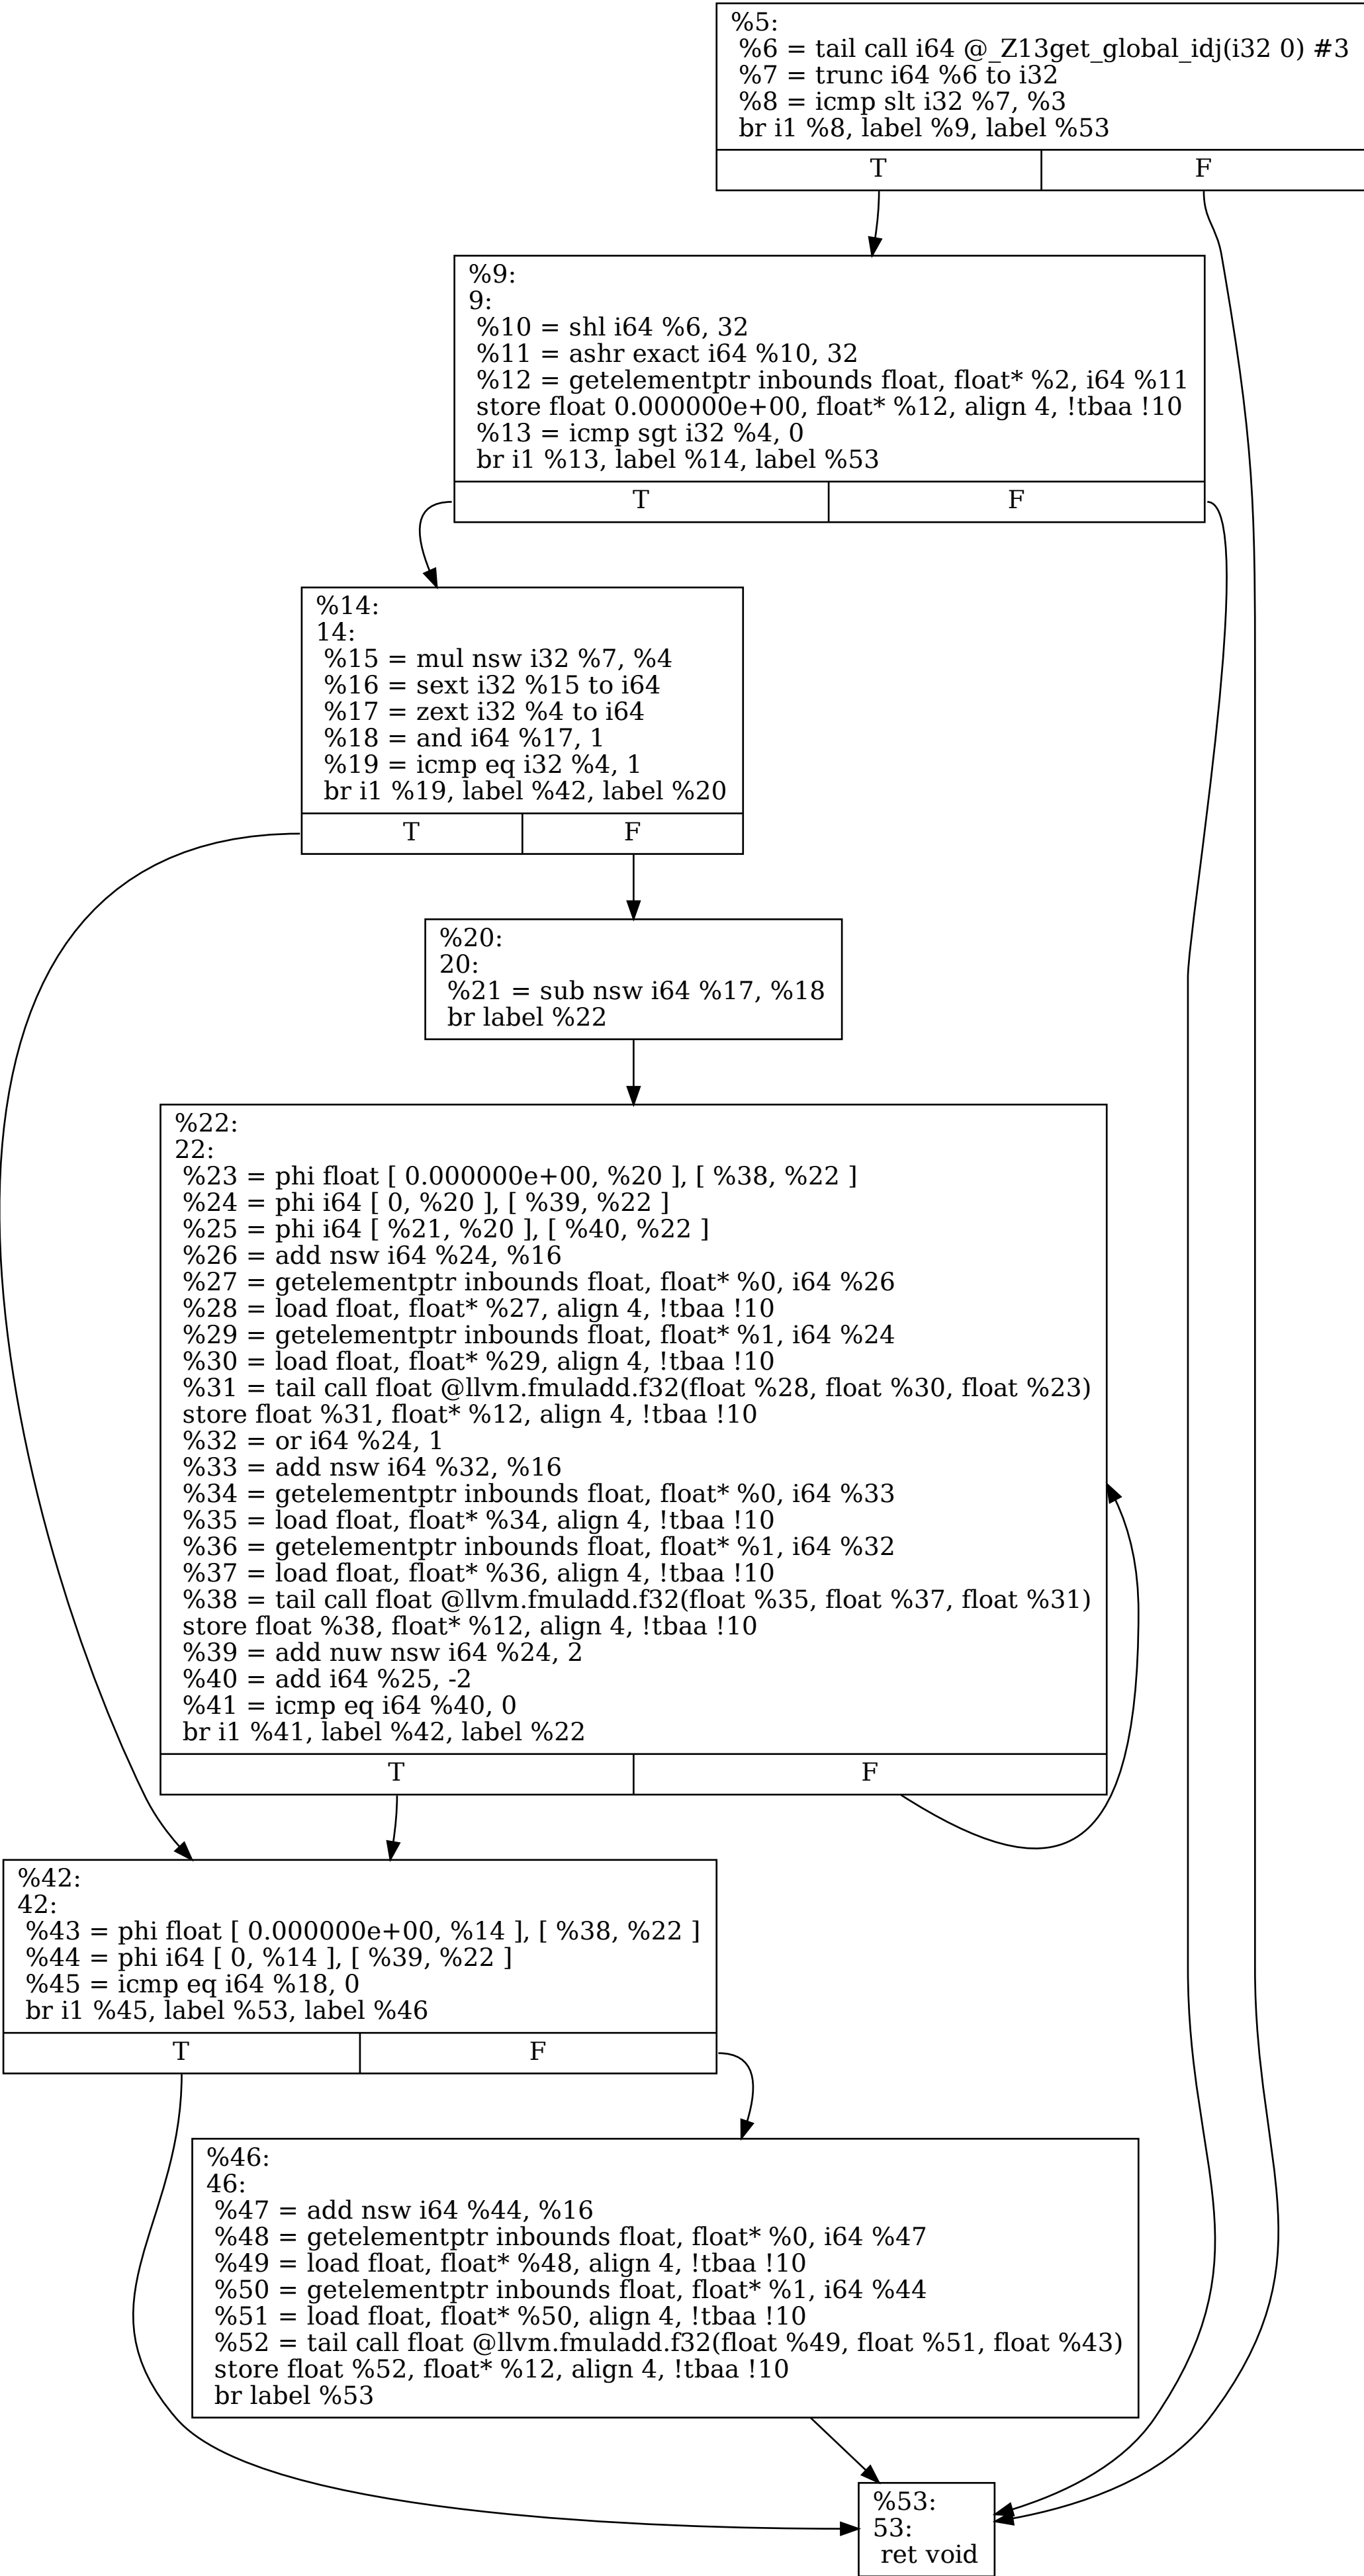 %5:
%6 = tail call i64 @_Z13get_global_idj(i32 0) #3
%7 = trunc i64 %6 to i32
%8 = icmp slt i32 %7, %3
br i1 %8, label %9, label %53
T F
%9:
9:
%10 = shl i64 %6, 32
%11 = ashr exact i64 %10, 32
%12 = getelementptr inbounds float, float* %2, i64 %11
store float 0.000000e+00, float* %12, align 4, !tbaa !10
%13 = icmp sgt i32 %4, 0
br i1 %13, label %14, label %53
T F
%14:
14:
%15 = mul nsw i32 %7, %4
%16 = sext i32 %15 to i64
%17 = zext i32 %4 to i64
%18 = and i64 %17, 1
%19 = icmp eq i32 %4, 1
br i1 %19, label %42, label %20
T F
%20:
20:
%21 = sub nsw i64 %17, %18
br label %22
%22:
22:
%23 = phi float [ 0.000000e+00, %20 ], [ %38, %22 ]
%24 = phi i64 [ 0, %20 ], [ %39, %22 ]
%25 = phi i64 [ %21, %20 ], [ %40, %22 ]
%26 = add nsw i64 %24, %16
%27 = getelementptr inbounds float, float* %0, i64 %26
%28 = load float, float* %27, align 4, !tbaa !10
%29 = getelementptr inbounds float, float* %1, i64 %24
%30 = load float, float* %29, align 4, !tbaa !10
%31 = tail call float @llvm.fmuladd.f32(float %28, float %30, float %23)
store float %31, float* %12, align 4, !tbaa !10
%32 = or i64 %24, 1
%33 = add nsw i64 %32, %16
%34 = getelementptr inbounds float, float* %0, i64 %33
%35 = load float, float* %34, align 4, !tbaa !10
%36 = getelementptr inbounds float, float* %1, i64 %32
%37 = load float, float* %36, align 4, !tbaa !10
%38 = tail call float @llvm.fmuladd.f32(float %35, float %37, float %31)
store float %38, float* %12, align 4, !tbaa !10
%39 = add nuw nsw i64 %24, 2
%40 = add i64 %25, -2
%41 = icmp eq i64 %40, 0
br i1 %41, label %42, label %22
T F
%42:
42:
%43 = phi float [ 0.000000e+00, %14 ], [ %38, %22 ]
%44 = phi i64 [ 0, %14 ], [ %39, %22 ]
%45 = icmp eq i64 %18, 0
br i1 %45, label %53, label %46
T F
%46:
46:
%47 = add nsw i64 %44, %16
%48 = getelementptr inbounds float, float* %0, i64 %47
%49 = load float, float* %48, align 4, !tbaa !10
%50 = getelementptr inbounds float, float* %1, i64 %44
%51 = load float, float* %50, align 4, !tbaa !10
%52 = tail call float @llvm.fmuladd.f32(float %49, float %51, float %43)
store float %52, float* %12, align 4, !tbaa !10
br label %53
%53:
53:
ret void